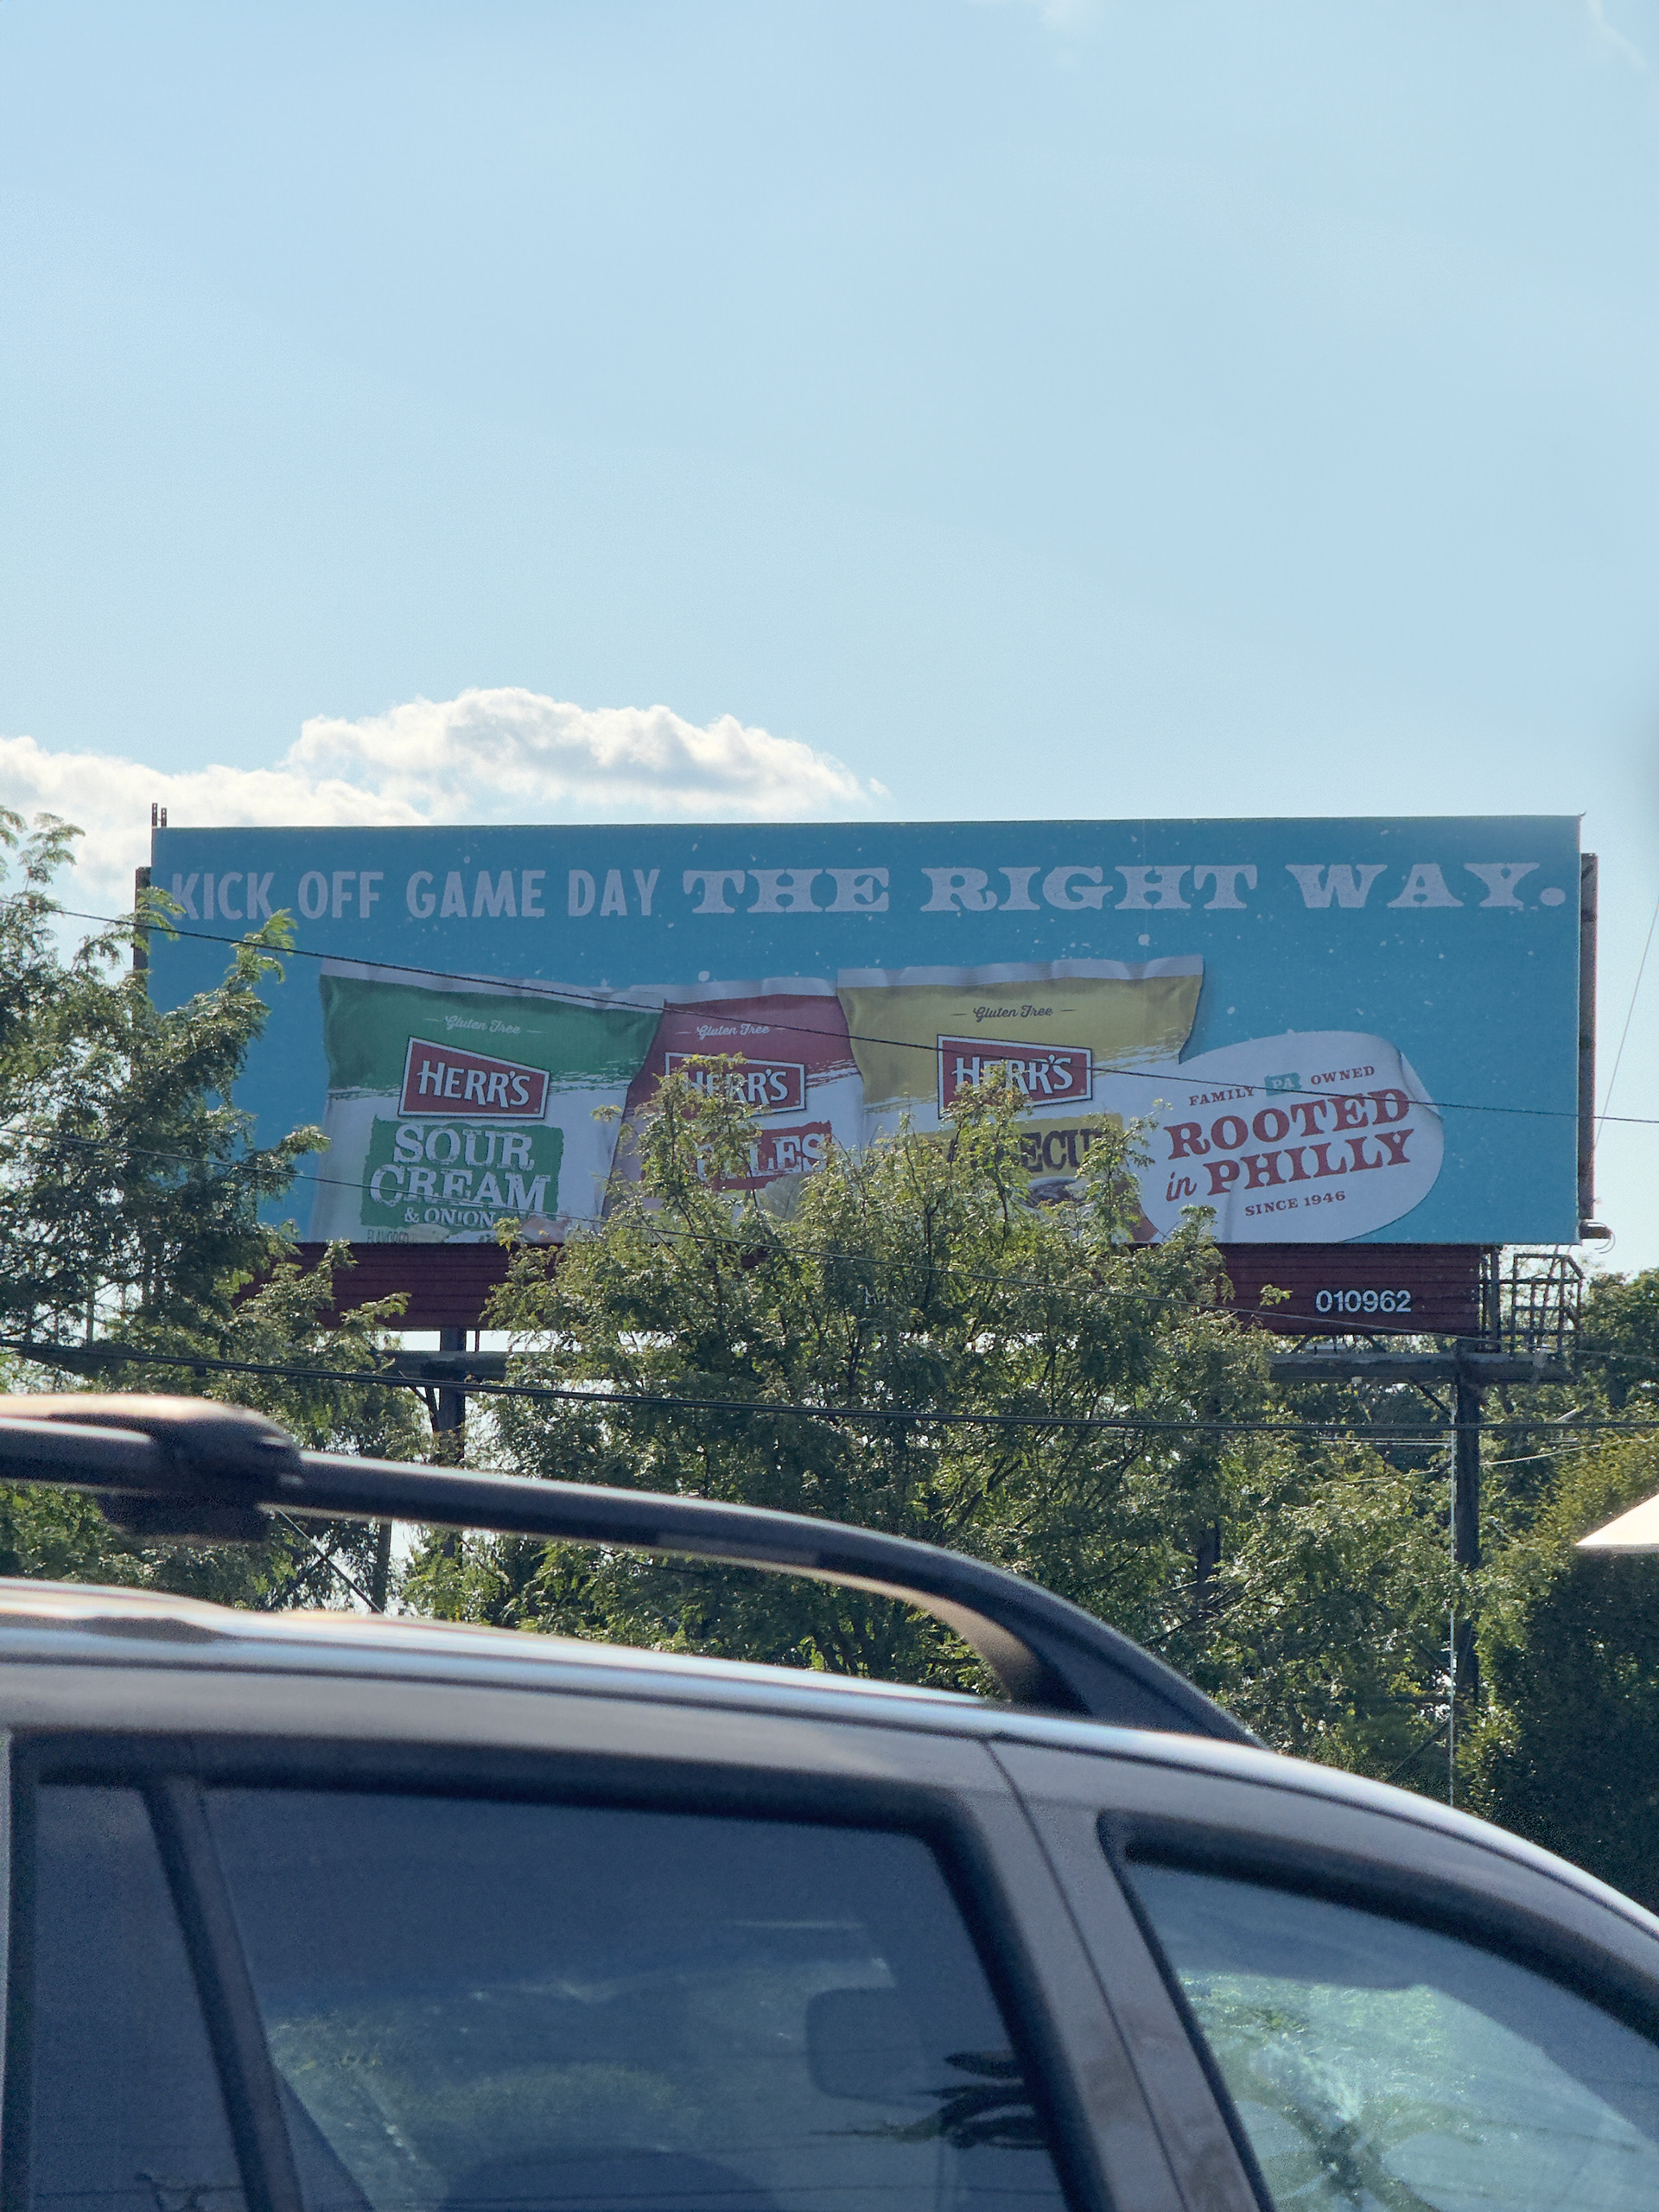 KICK OFF GAME DAY THE RIGHT WAY.
Gluten Free
HERR'S
SOUR
CREAM
& ONION
FLAVORED
Gluten Free
HERR'S
Gluten Free
HERR'S
FAMILY PA OWNED
ROOTED
in PHILLY
SINCE 1946
010962